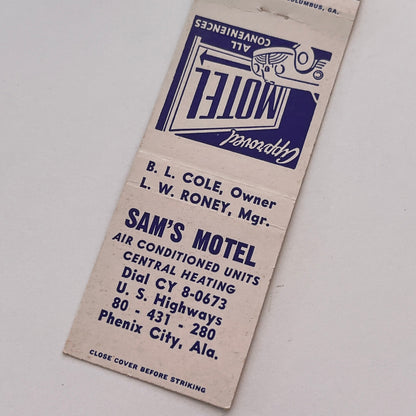 COLUMBUS, GA.
ALL
CONVENIENCES
MOTEL
Approved
B. L. COLE, Owner
L. W. RONEY, Mgr.
SAM'S MOTEL
AIR CONDITIONED UNITS
CENTRAL HEATING
Dial CY 8-0673
U. S. Highways
80 - 431 - 280
Phenix City, Ala.
CLOSE COVER BEFORE STRIKING